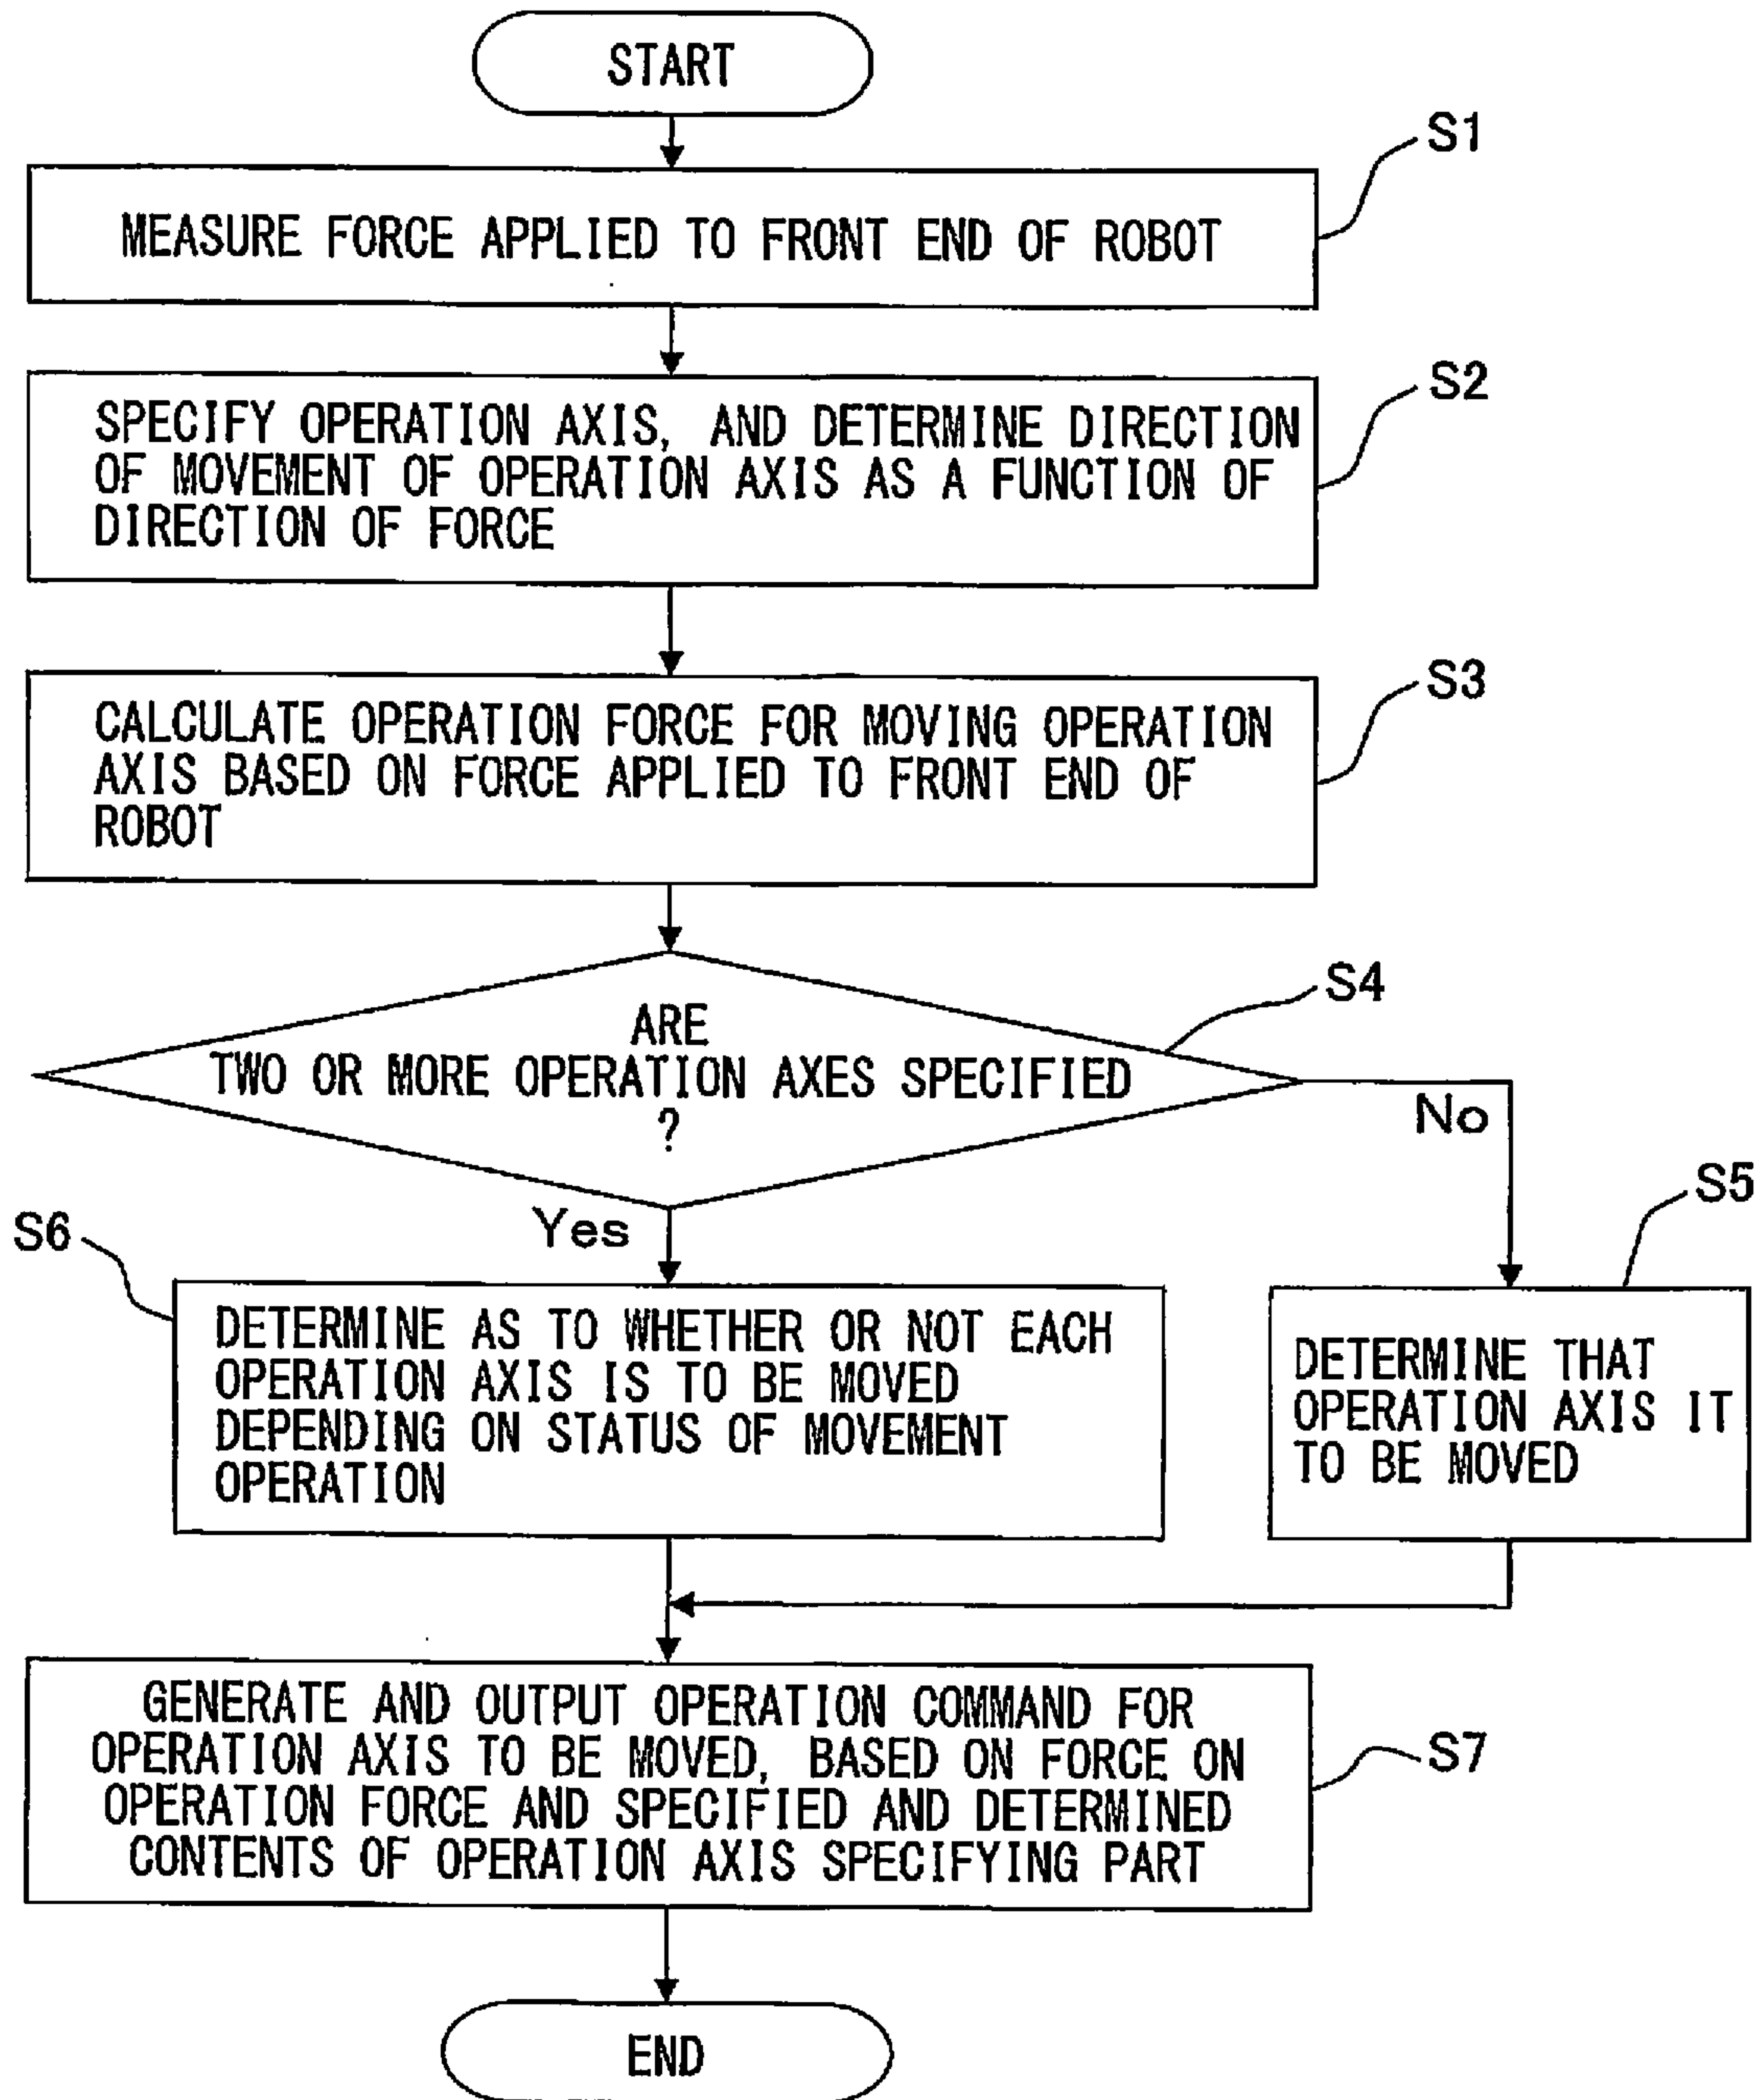 START
S1
MEASURE FORCE APPLIED TO FRONT END OF ROBOT
S2
SPECIFY OPERATION AXIS, AND DETERMINE DIRECTION
OF MOVEMENT OF OPERATION AXIS AS A FUNCTION OF
DIRECTION OF FORCE
S3
CALCULATE OPERATION FORCE FOR MOVING OPERATION
AXIS BASED ON FORCE APPLIED TO FRONT END OF
ROBOT
S4
ARE
TWO OR MORE OPERATION AXES SPECIFIED
?
No
Yes
S6
DETERMINE AS TO WHETHER OR NOT EACH
OPERATION AXIS IS TO BE MOVED
DEPENDING ON STATUS OF MOVEMENT
OPERATION
S5
DETERMINE THAT
OPERATION AXIS IT
TO BE MOVED
GENERATE AND OUTPUT OPERATION COMMAND FOR
OPERATION AXIS TO BE MOVED, BASED ON FORCE ON
OPERATION FORCE AND SPECIFIED AND DETERMINED
CONTENTS OF OPERATION AXIS SPECIFYING PART
S7
END